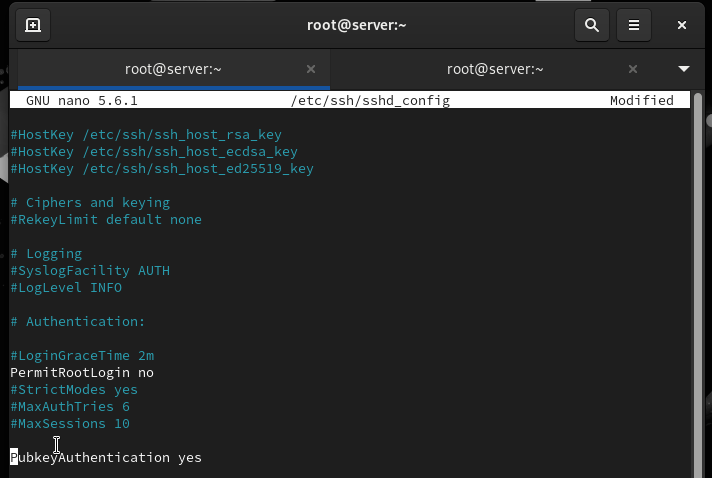 root@server:~
root@server:~
root@server:~
GNU nano 5.6.1 /etc/ssh/sshd_config Modified
#HostKey /etc/ssh/ssh_host_rsa_key
#HostKey /etc/ssh/ssh_host_ecdsa_key
#HostKey /etc/ssh/ssh_host_ed25519_key
# Ciphers and keying
#RekeyLimit default none
# Logging
#SyslogFacility AUTH
#LogLevel INFO
# Authentication:
#LoginGraceTime 2m
PermitRootLogin no
#StrictModes yes
#MaxAuthTries 6
#MaxSessions 10
PubkeyAuthentication yes